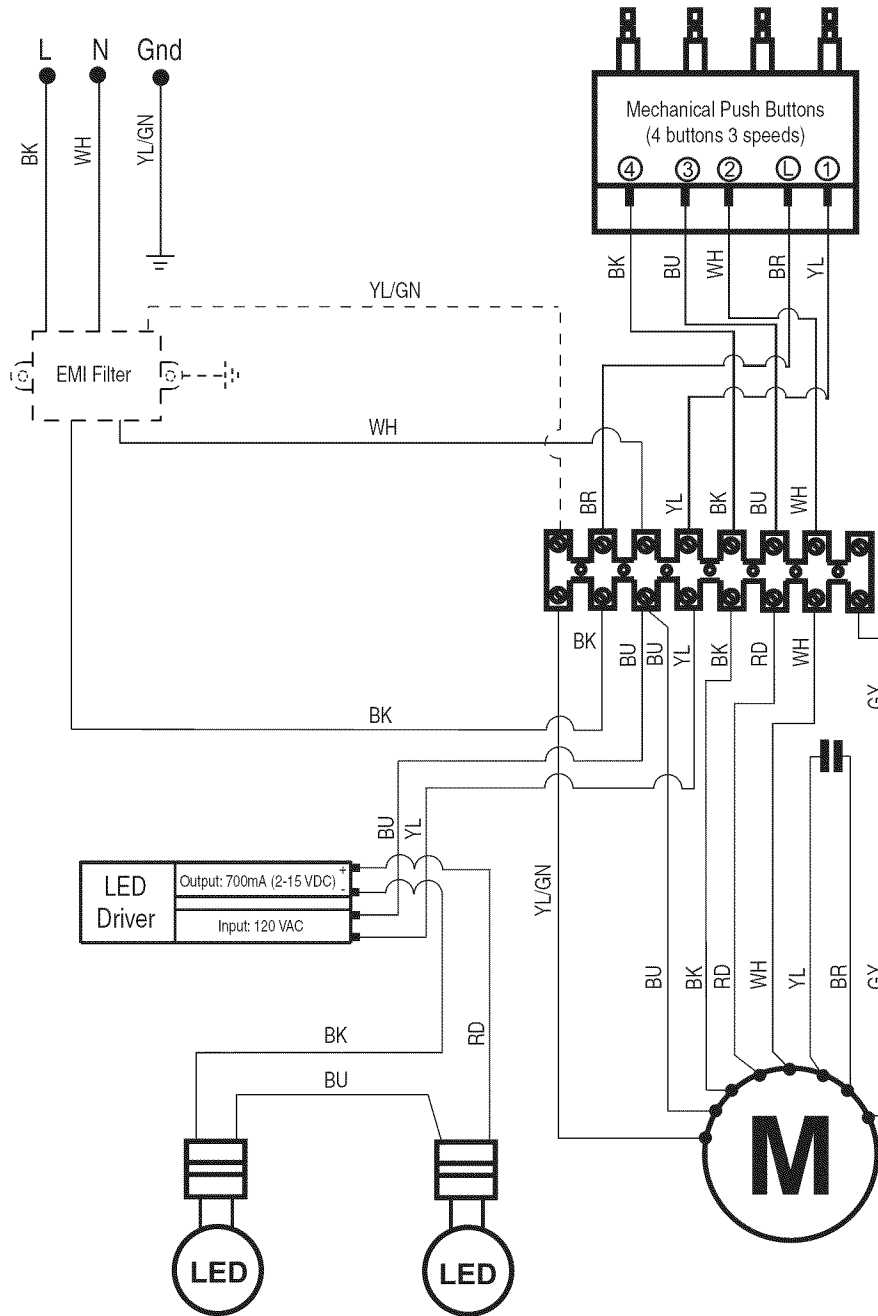 L N Gnd
BK
WH
YL/GN
Mechanical Push Buttons
(4 buttons 3 speeds)
4 3 2 L 1
BK
BU
WH
BR
YL
YL/GN
EMI Filter
WH
BR
YL
BK
BU
WH
BK
BU
BU
YL
BK
RD
WH
GY
BK
BU
YL
LED
Driver
Output: 700mA (2-15 VDC)
+
-
Input: 120 VAC
YL/GN
BU
BK
RD
WH
YL
BR
GY
RD
BK
BU
M
LED
LED